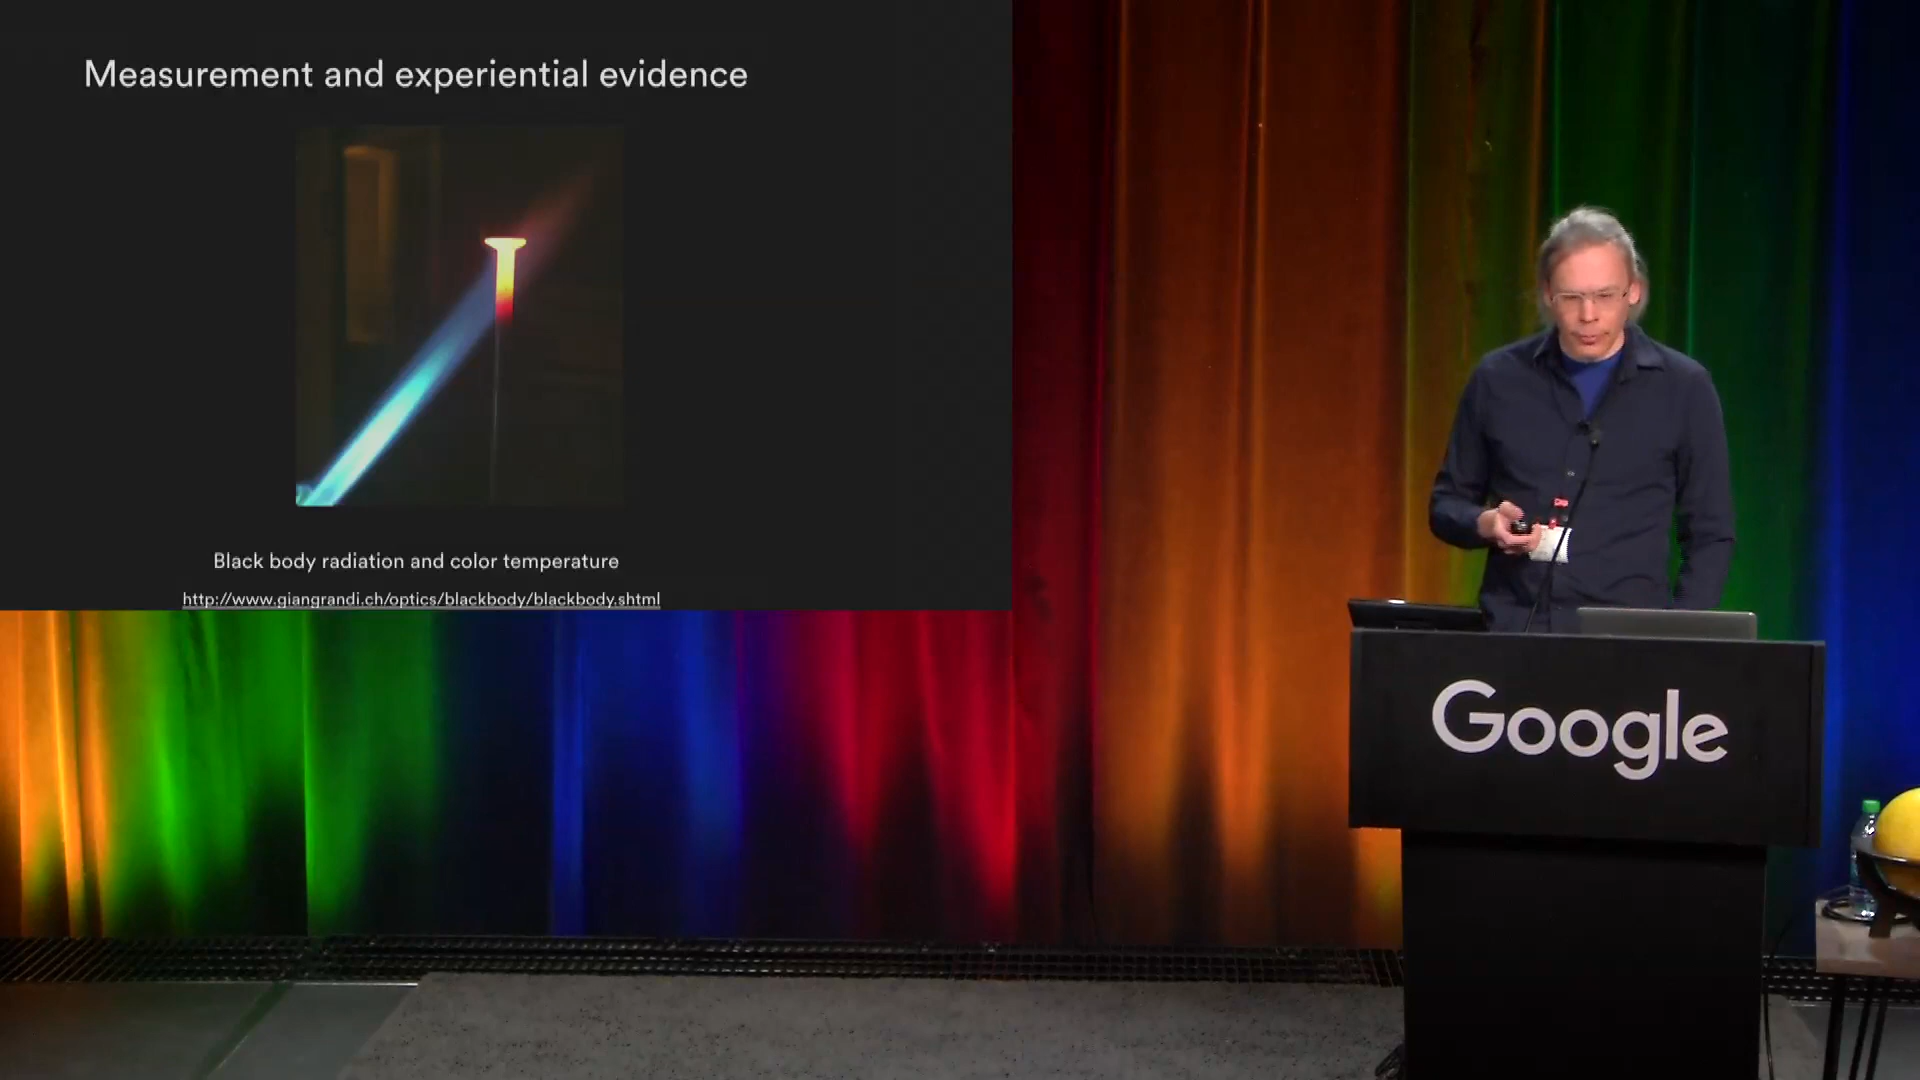 Measurement and experiential evidence
Black body radiation and color temperature
http://www.giangrandi.ch/optics/blackbody/blackbody.shtml
Google